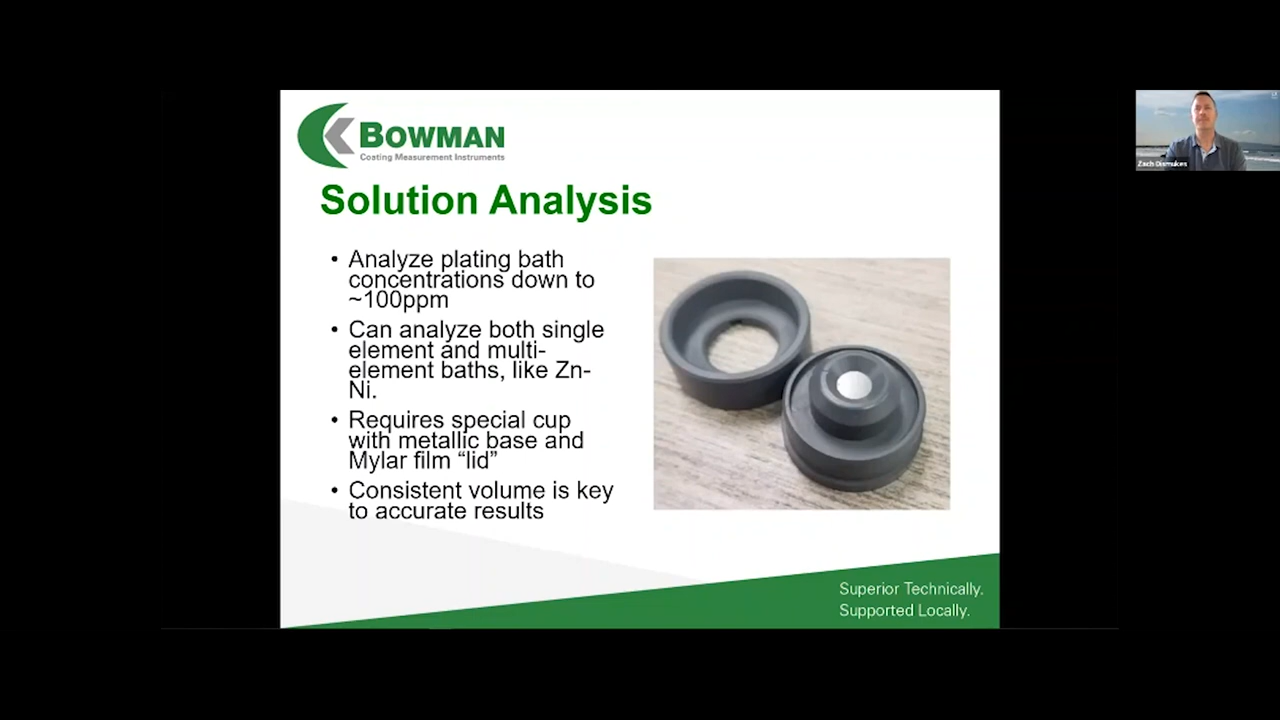 BOWMAN
Coating Measurement Instruments
Solution Analysis
• Analyze plating bath
concentrations down to
~100ppm
• Can analyze both single
element and multi-
element baths, like Zn-
Ni.
• Requires special cup
with metallic base and
Mylar film “lid”
• Consistent volume is key
to accurate results
Superior Technically.
Supported Locally.
Zach Dismukes